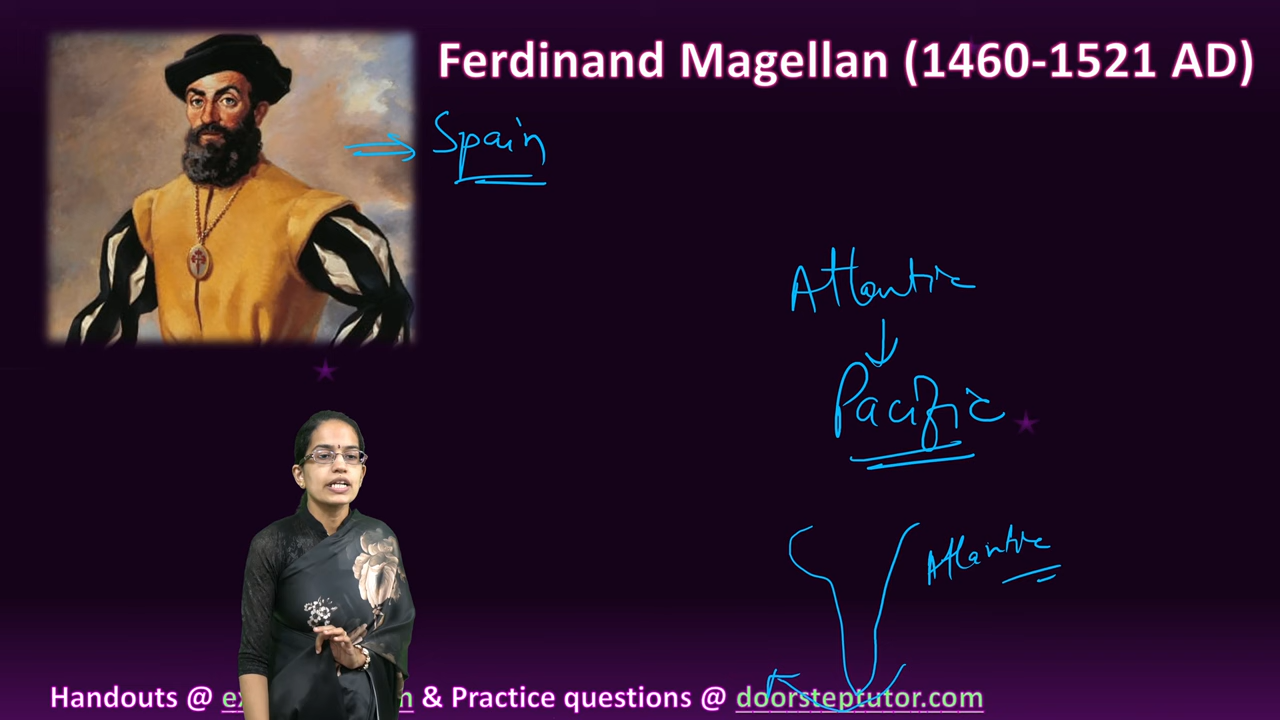 Ferdinand Magellan (1460-1521 AD)
Spain
Atlantic
Pacific
Atlantic
Handouts @ & Practice questions @ doorsteptutor.com